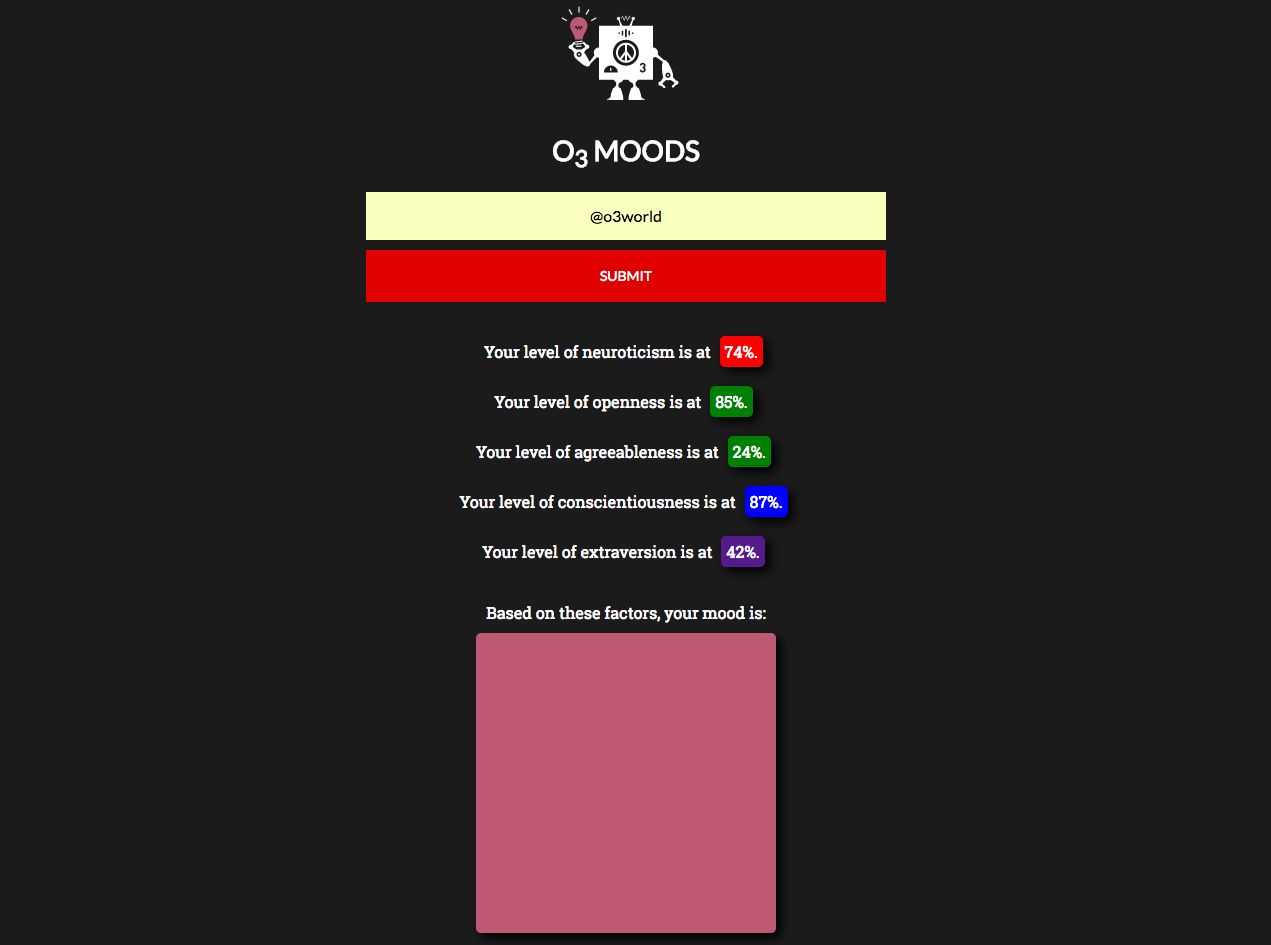 3
O3 MOODS
@o3world
SUBMIT
Your level of neuroticism is at 74%.
Your level of openness is at 85%.
Your level of agreeableness is at 24%.
Your level of conscientiousness is at 87%.
Your level of extraversion is at 42%.
Based on these factors, your mood is: